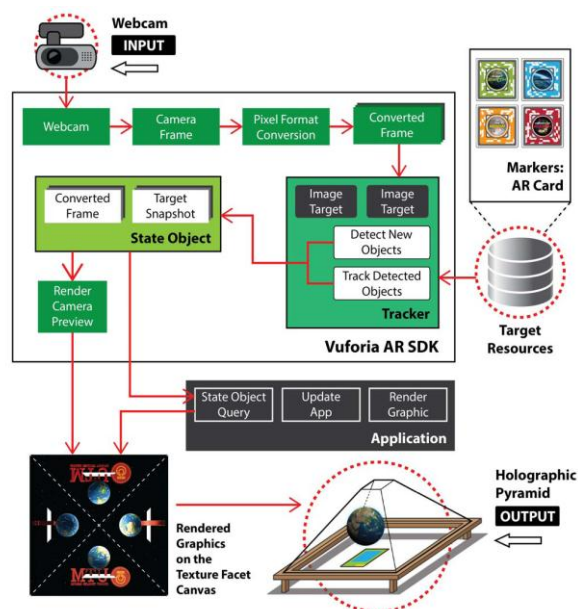 Webcam
INPUT
Webcam
Camera
Frame
Pixel Format
Conversion
Converted
Frame
Markers:
AR Card
Converted
Frame
Target
Snapshot
State Object
Image
Target
Image
Target
Detect New
Objects
Track Detected
Objects
Tracker
Render
Camera
Preview
Vuforia AR SDK
Target
Resources
State Object
Query
Update
App
Render
Graphic
Application
Rendered
Graphics
on the
Texture Facet
Canvas
Holographic
Pyramid
OUTPUT